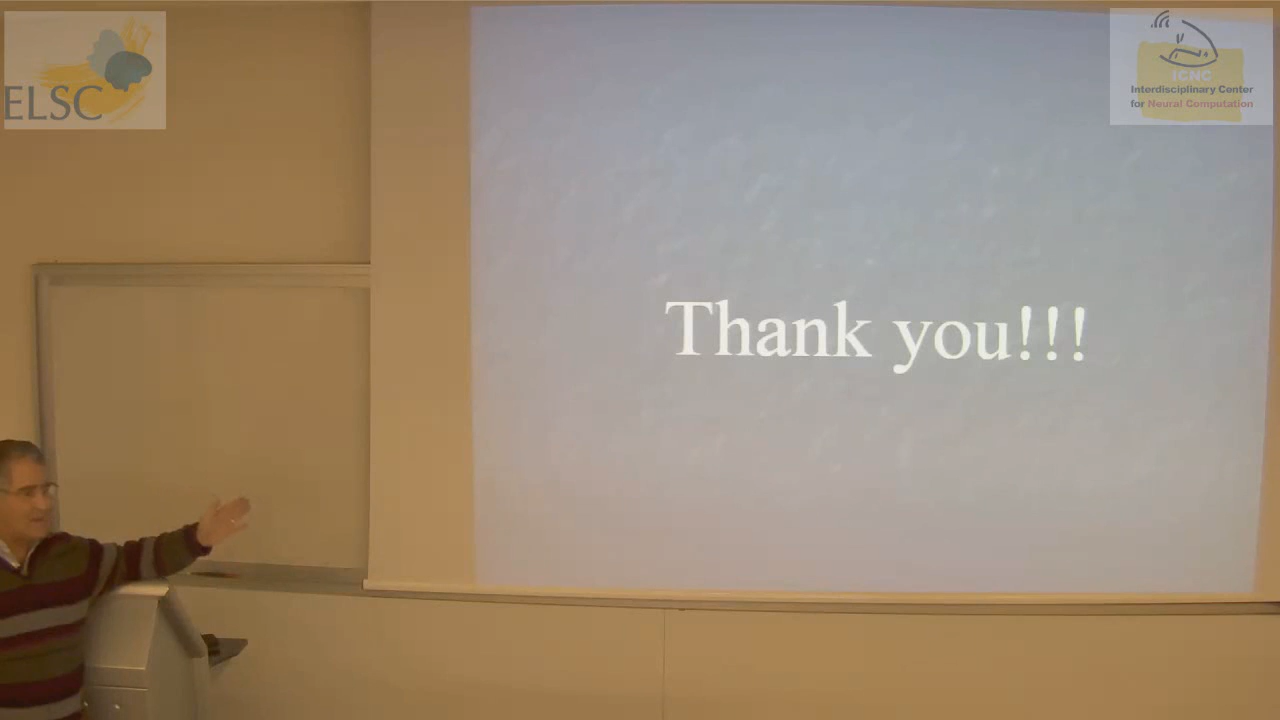 ELSC
ICNC
Interdisciplinary Center
for Neural Computation
Thank you!!!